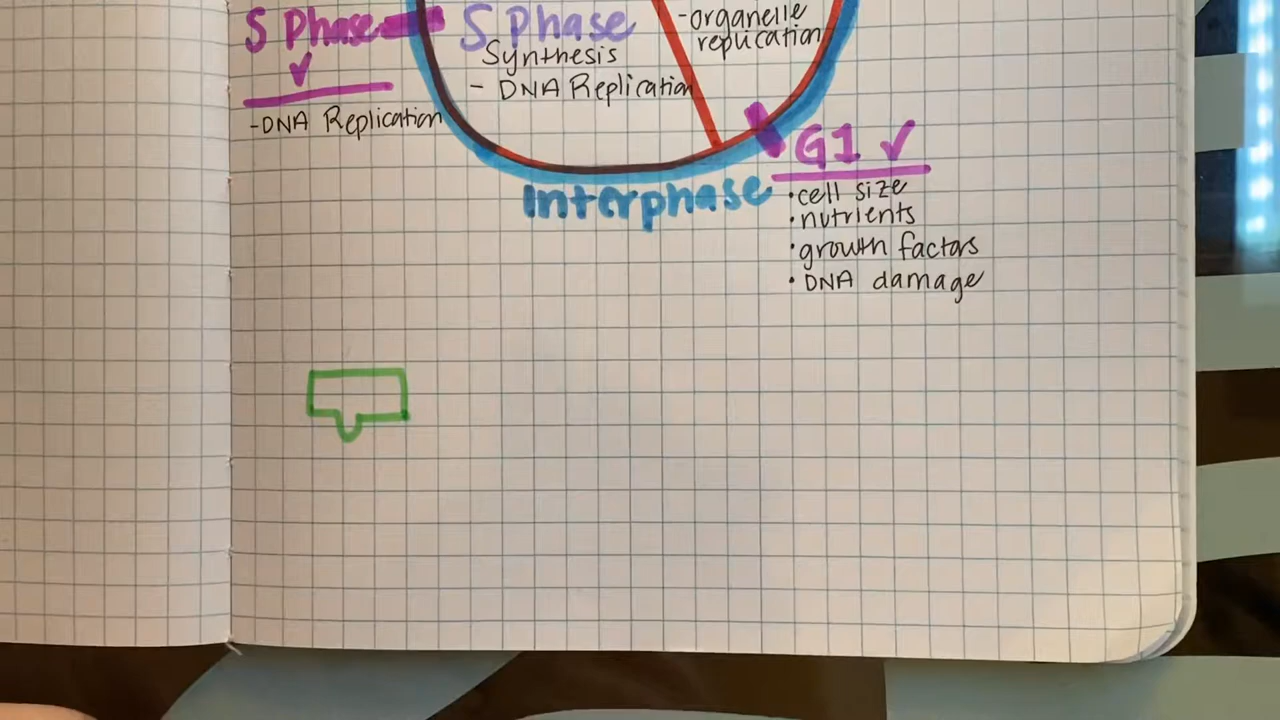 S Phase
✓
-DNA Replication
S Phase
Synthesis
- DNA Replication
-organelle
replication
G1 ✓
• cell size
• nutrients
• growth factors
• DNA damage
Interphase